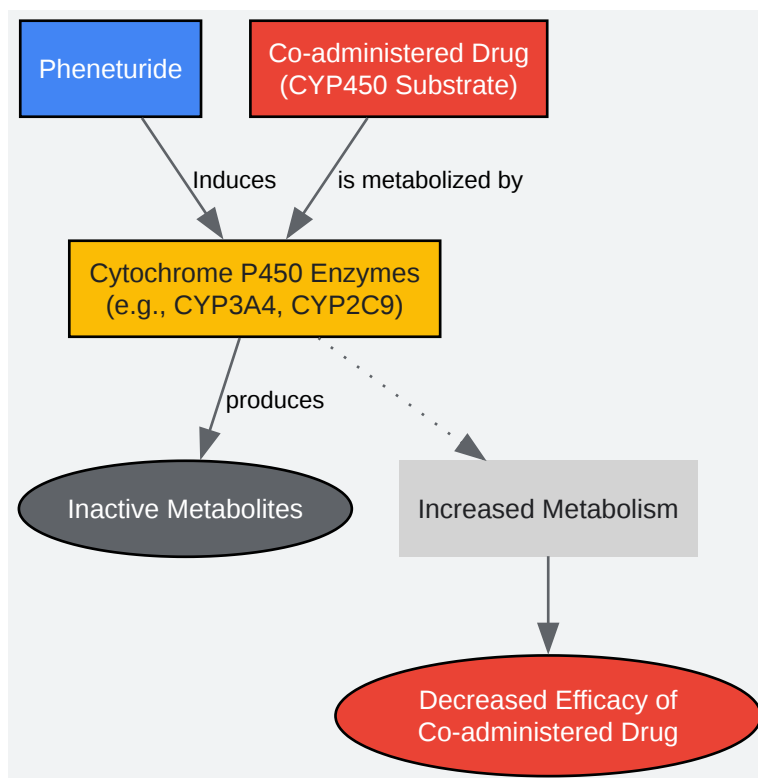 Pheneturide
Co-administered Drug
(CYP450 Substrate)
Induces
is metabolized by
Cytochrome P450 Enzymes
(e.g., CYP3A4, CYP2C9)
produces
Inactive Metabolites
Increased Metabolism
Decreased Efficacy of
Co-administered Drug